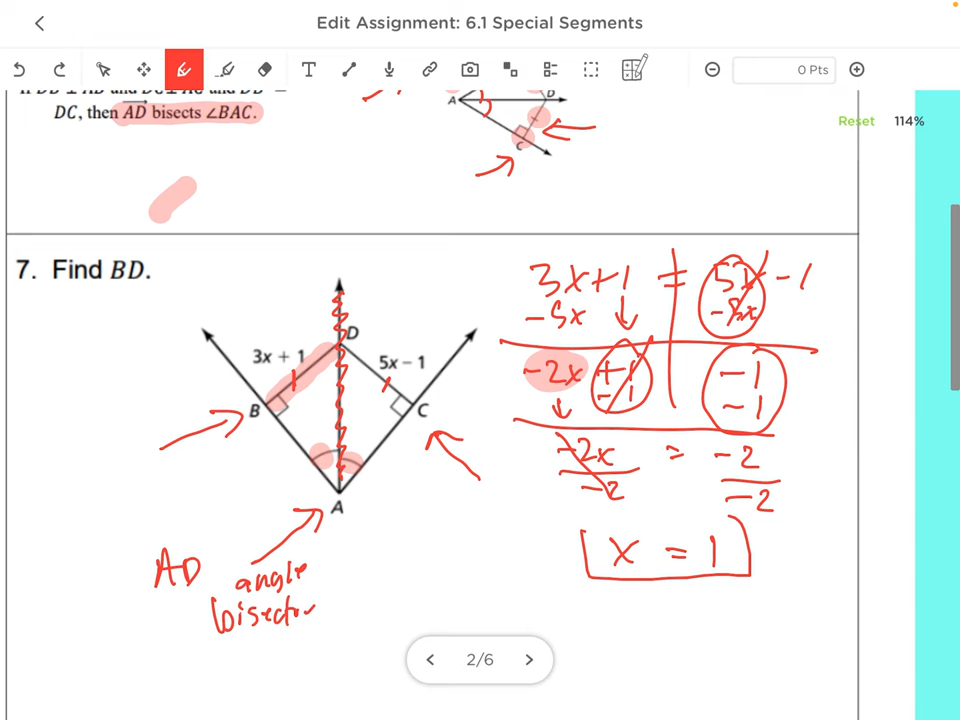 Edit Assignment: 6.1 Special Segments
T
0 Pts
Reset 114%
DC, then AD bisects ∠BAC.
A
C
7. Find BD.
D
3x + 1
5x − 1
B
C
A
AD angle
bisector
3x+1 = 5x -1
-5x ↓ -5x
-2x +1 -1
↓ -1 -1
-2x = -2
-2 -2
x = 1
2/6